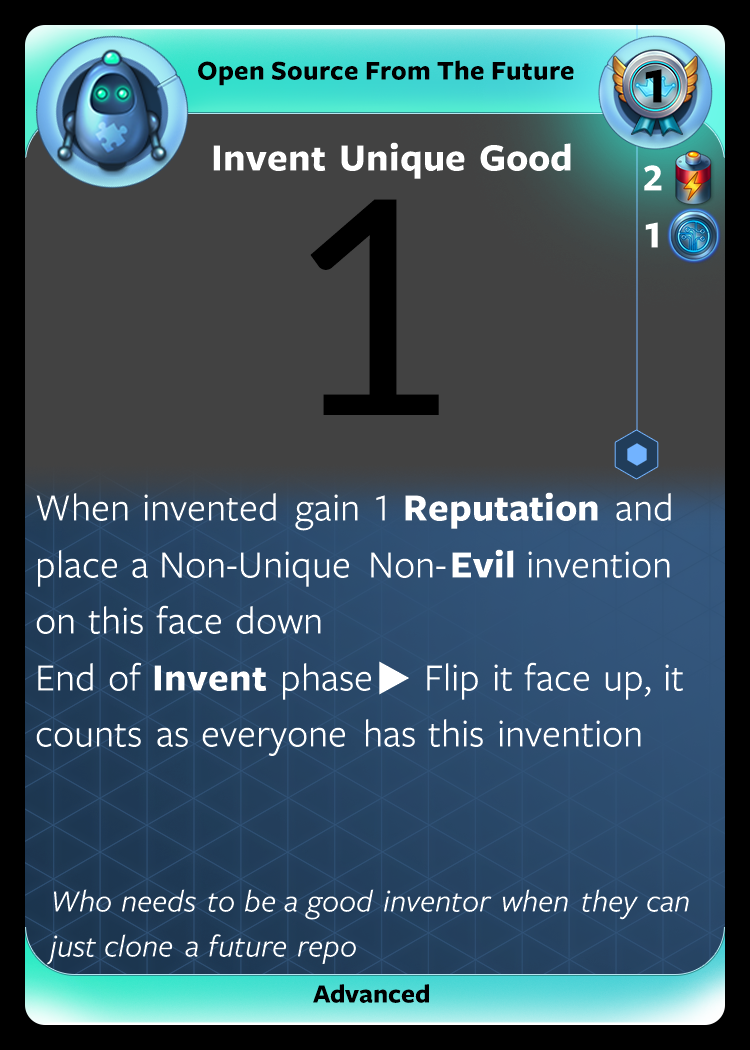 Open Source From The Future
1
Invent Unique Good
2
1
1
When invented gain 1 Reputation and
place a Non-Unique Non-Evil invention
on this face down
End of Invent phase▶ Flip it face up, it
counts as everyone has this invention
Who needs to be a good inventor when they can
just clone a future repo
Advanced